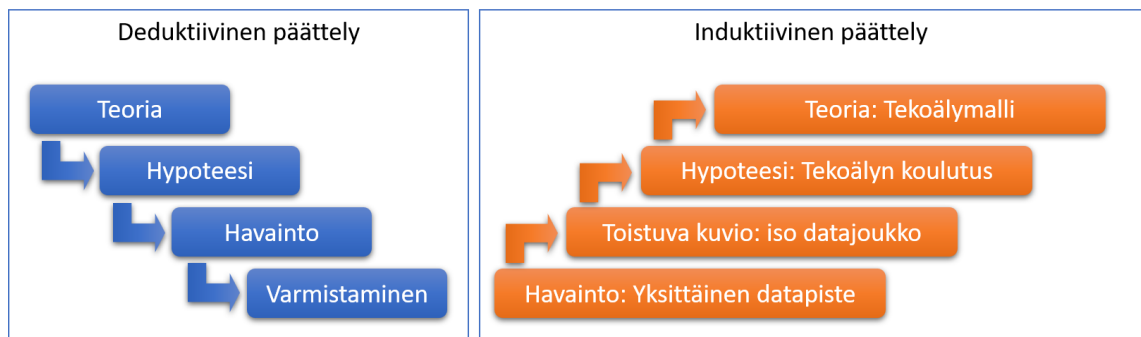 Deduktiivinen päättely
Teoria
Hypoteesi
Havainto
Varmistaminen
Induktiivinen päättely
Teoria: Tekoälymalli
Hypoteesi: Tekoälyn koulutus
Toistuva kuvio: iso datajoukko
Havainto: Yksittäinen datapiste